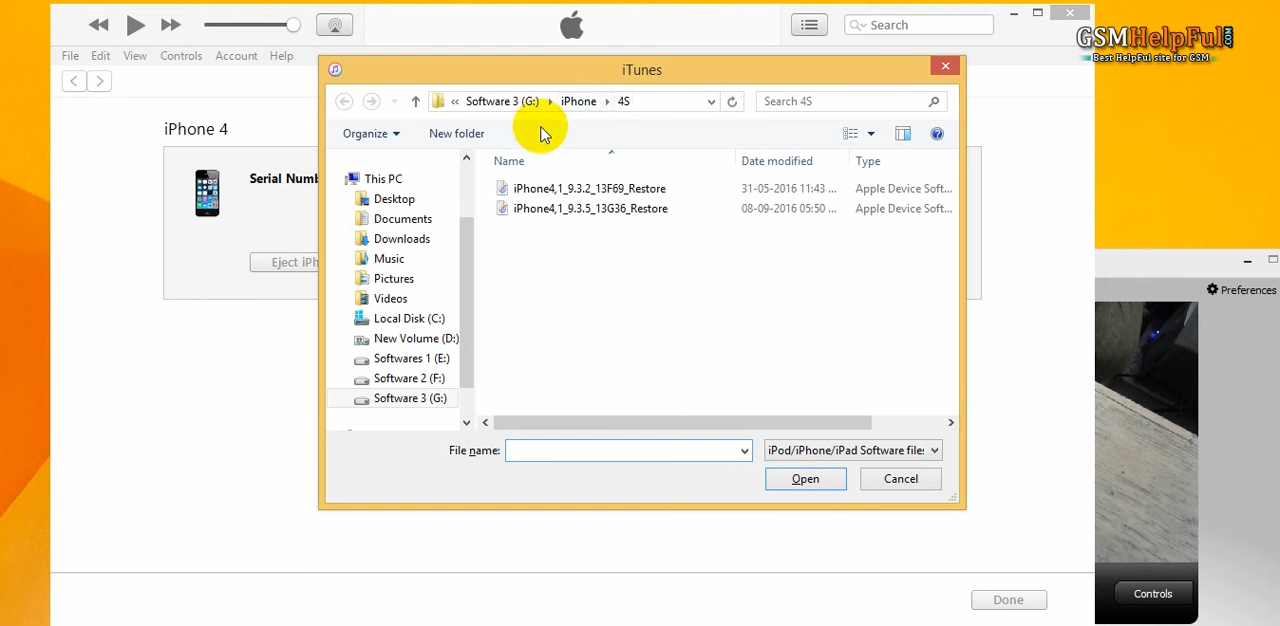 Search
GSMHelpFul.COM
Best HelpFul site for GSM
File Edit View Controls Account Help
iTunes
« Software 3 (G:) iPhone 4S
Search 4S
iPhone 4
Organize
New folder
Name
Date modified
Type
Serial Numb
This PC
Desktop
Documents
Downloads
Music
Pictures
Videos
Local Disk (C:)
New Volume (D:)
Softwares 1 (E:)
Software 2 (F:)
Software 3 (G:)
iPhone4,1_9.3.2_13F69_Restore 31-05-2016 11:43 ... Apple Device Soft...
iPhone4,1_9.3.5_13G36_Restore 08-09-2016 05:50 ... Apple Device Soft...
Eject iPh
Preferences
File name:
iPod/iPhone/iPad Software files
Open
Cancel
Controls
Done